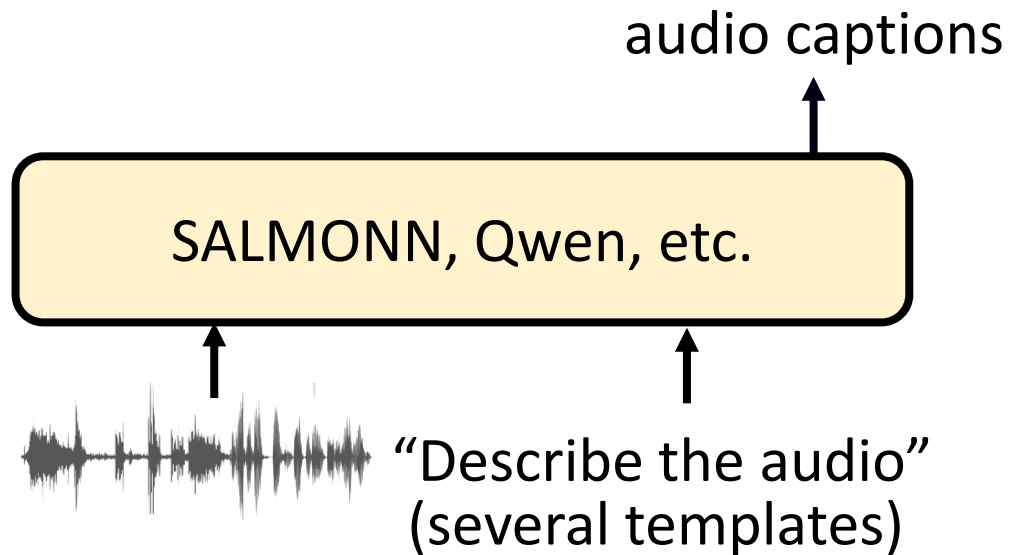 audio captions
SALMONN, Qwen, etc.
“Describe the audio”
(several templates)